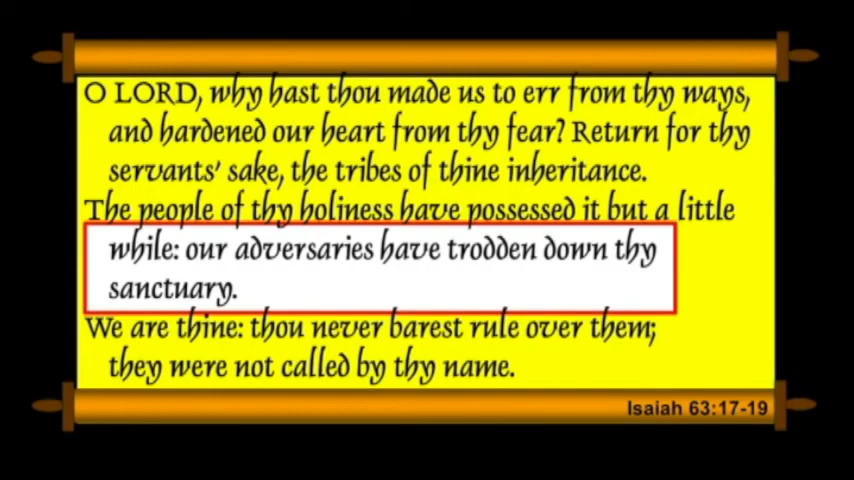 O LORD, why hast thou made us to err from thy ways,
and hardened our heart from thy fear? Return for thy
servants' sake, the tribes of thine inheritance.
The people of thy holiness have possessed it but a little
while: our adversaries have trodden down thy
sanctuary.
We are thine: thou never barest rule over them;
they were not called by thy name.
Isaiah 63:17-19